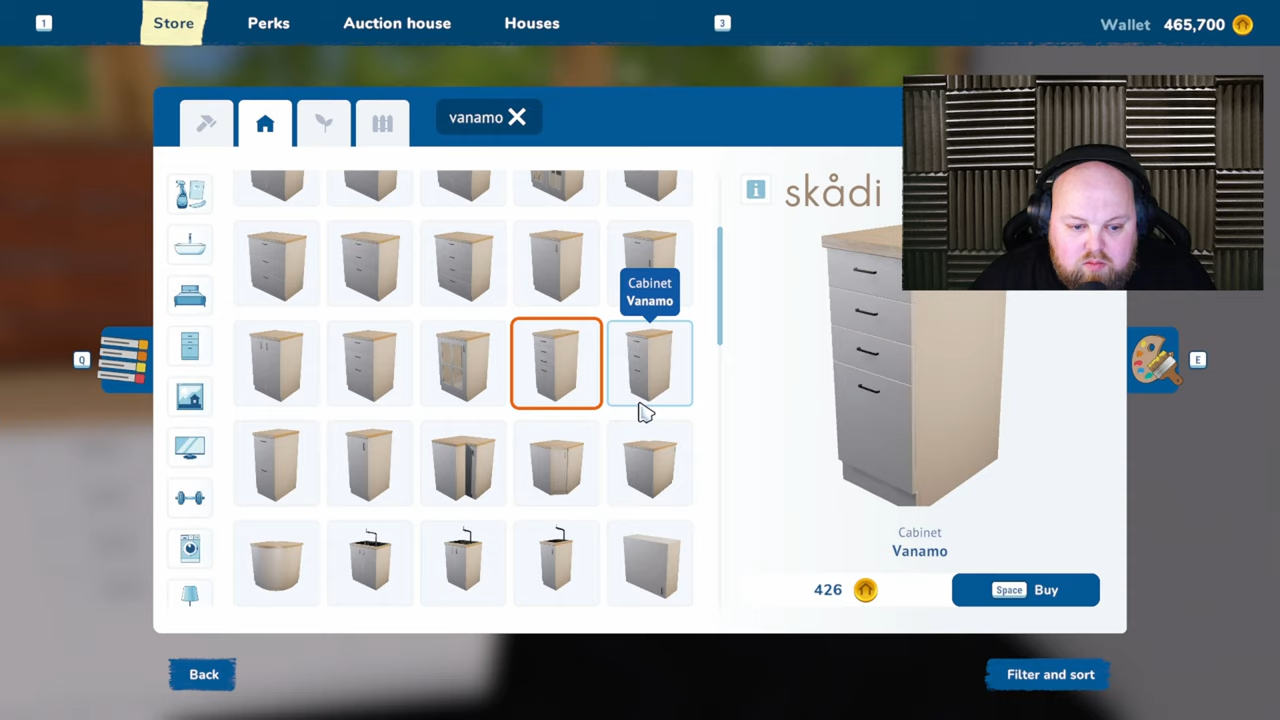 1
Store
Perks
Auction house
Houses
3
Wallet 465,700
vanamo
i
skådi
Cabinet
Vanamo
Q
E
Cabinet
Vanamo
426
Space Buy
Back
Filter and sort